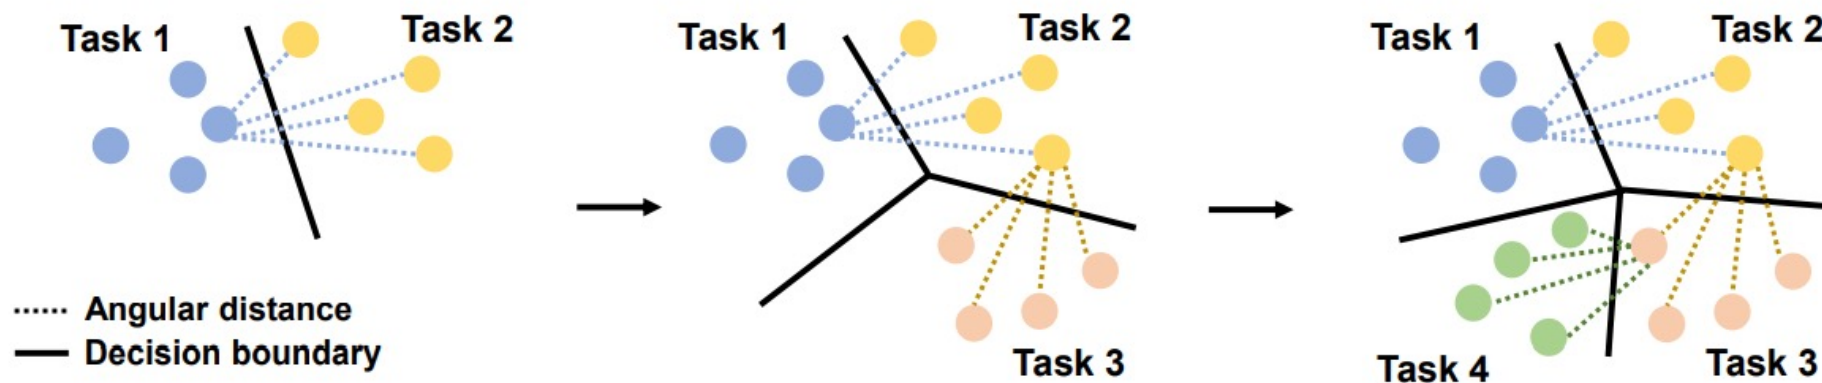 Task 1
Task 2
Task 1
Task 2
Task 1
Task 2
Angular distance
Decision boundary
Task 3
Task 4
Task 3